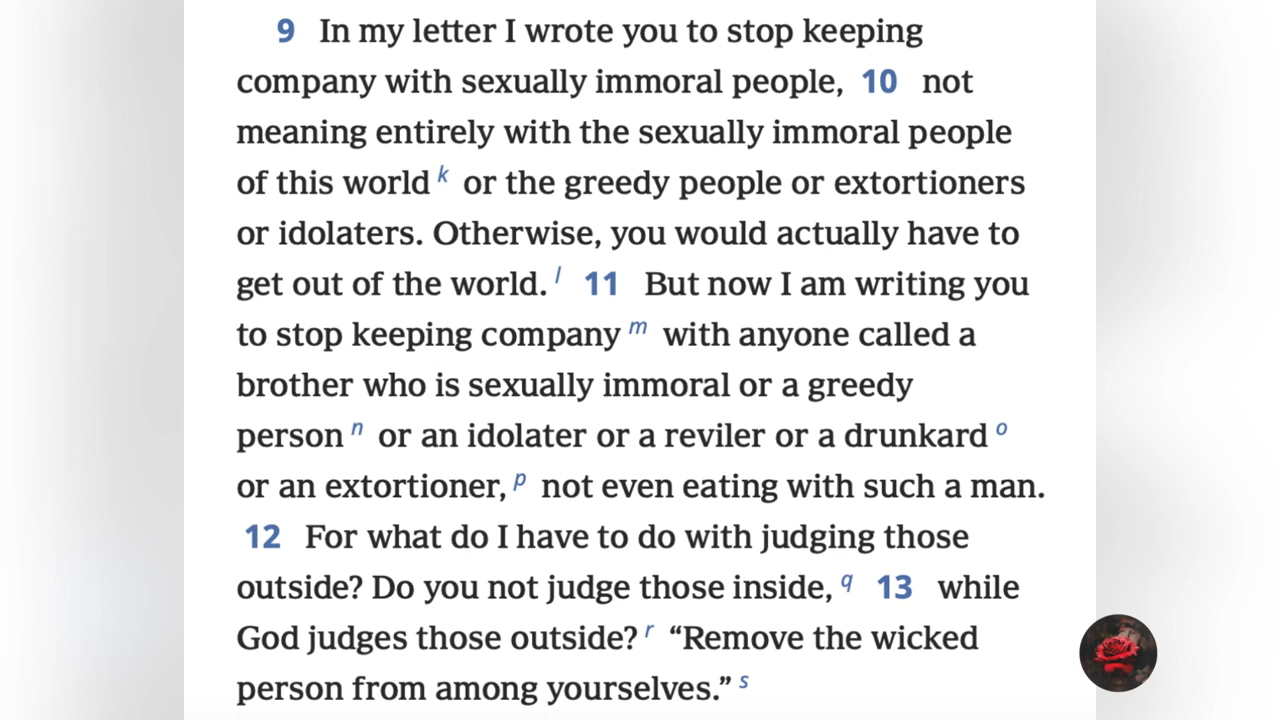 9 In my letter I wrote you to stop keeping
company with sexually immoral people, 10 not
meaning entirely with the sexually immoral people
of this world k or the greedy people or extortioners
or idolaters. Otherwise, you would actually have to
get out of the world. l 11 But now I am writing you
to stop keeping company m with anyone called a
brother who is sexually immoral or a greedy
person n or an idolater or a reviler or a drunkard o
or an extortioner, p not even eating with such a man.
12 For what do I have to do with judging those
outside? Do you not judge those inside, q 13 while
God judges those outside? r “Remove the wicked
person from among yourselves.” s